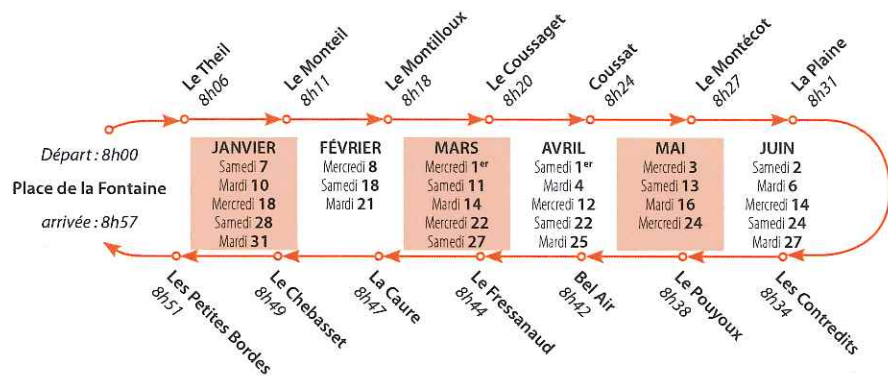 Le Theil
8h06
Le Monteil
8h11
Le Montilloux
8h18
Le Coussaget
8h20
Coussat
8h24
Le Montécot
8h27
La Plaine
8h31
Départ : 8h00
Place de la Fontaine
arrivée : 8h57
JANVIER
Samedi 7
Mardi 10
Mercredi 18
Samedi 28
Mardi 31
FÉVRIER
Mercredi 8
Samedi 18
Mardi 21
MARS
Mercredi 1er
Samedi 11
Mardi 14
Mercredi 22
Samedi 27
AVRIL
Samedi 1er
Mardi 4
Mercredi 12
Samedi 22
Mardi 25
MAI
Mercredi 3
Samedi 13
Mardi 16
Mercredi 24
JUIN
Samedi 2
Mardi 6
Mercredi 14
Samedi 24
Mardi 27
Les Petites Bordes
8h51
Le Chebasset
8h49
La Caure
8h47
Le Fressanaud
8h44
Bel Air
8h42
Le Pouyoux
8h38
Les Contredits
8h34